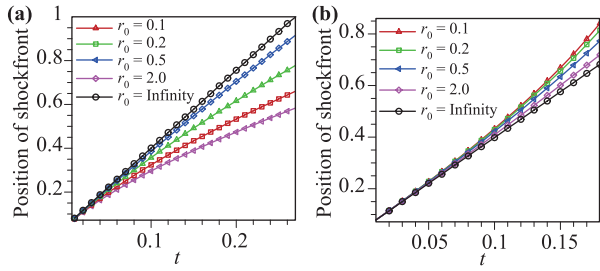 (a)
Position of shockfront
1
0.8
0.6
0.4
0.2
r0 = 0.1
r0 = 0.2
r0 = 0.5
r0 = 2.0
r0 = Infinity
0.1
0.2
t
(b)
Position of shockfront
0.8
0.6
0.4
0.2
r0 = 0.1
r0 = 0.2
r0 = 0.5
r0 = 2.0
r0 = Infinity
0.05
0.1
0.15
t